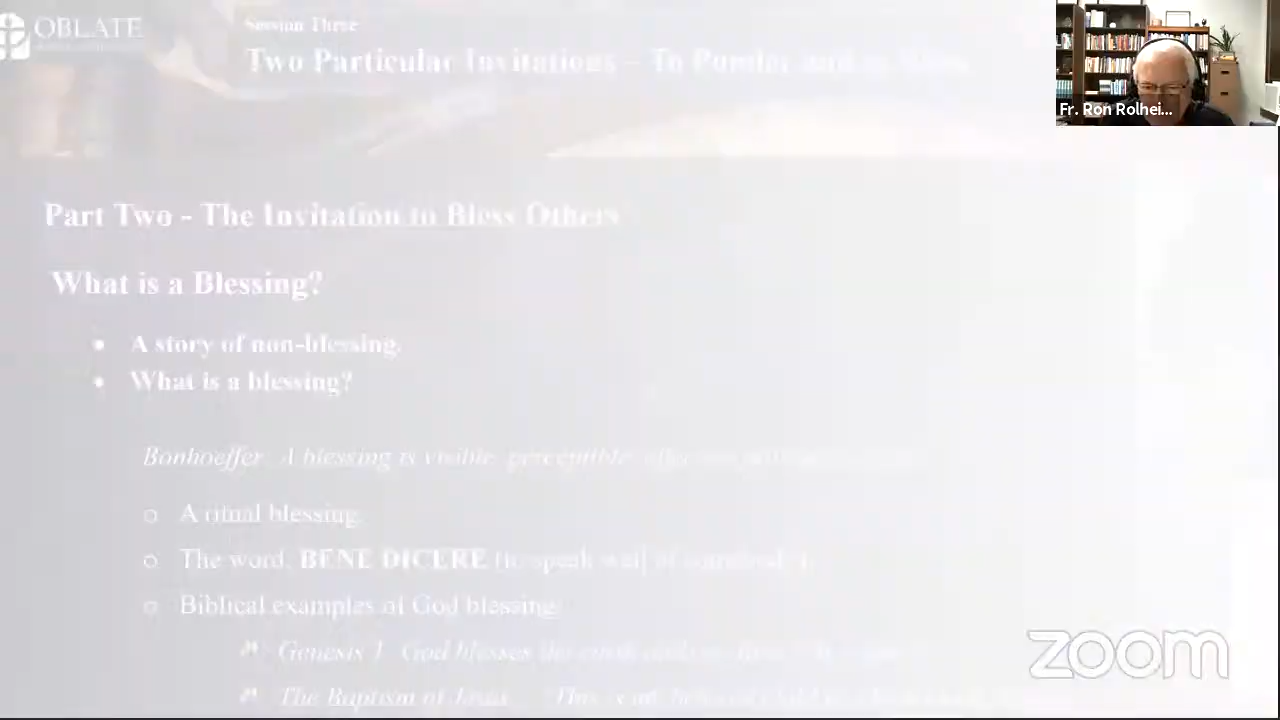 OBLATE
Session Three
Two Particular Invitations – To Ponder and to Bless
Fr. Ron Rolhei...
Part Two - The Invitation to Bless Others
What is a Blessing?
• A story of non-blessing.
• What is a blessing?
Bonhoeffer: A blessing is visible, perceptible,
o A ritual blessing.
o The word, BENE DICERE (to speak well of somebody).
o Biblical examples of God blessing:
Genesis 1. God blesses the earth
The Baptism of Jesus
zoom